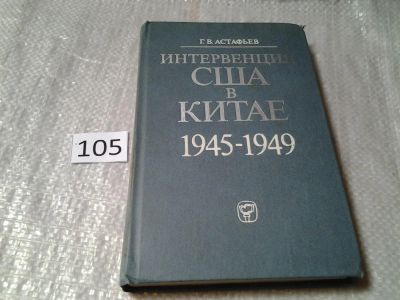 Г. В. АСТАФЬЕВ
ИНТЕРВЕНЦИЯ
США
В
КИТАЕ
1945-1949
105